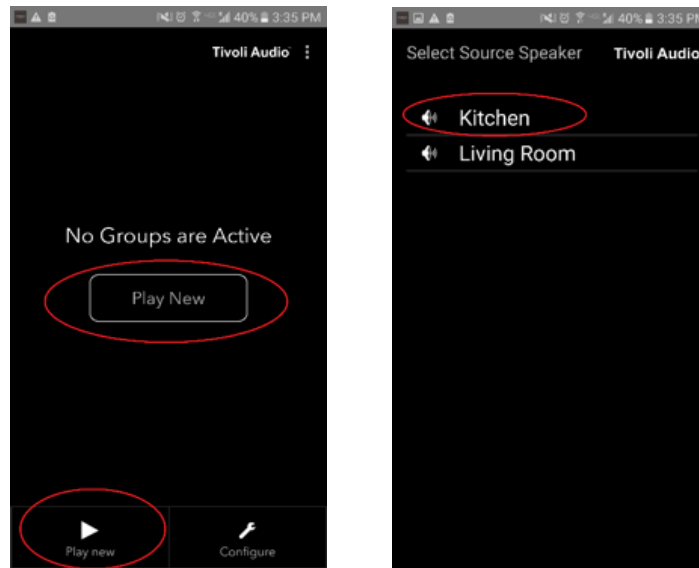 40% 3:35 PM
Tivoli Audio
No Groups are Active
Play New
Play new
Configure
40% 3:35 PM
Select Source Speaker Tivoli Audio
Kitchen
Living Room